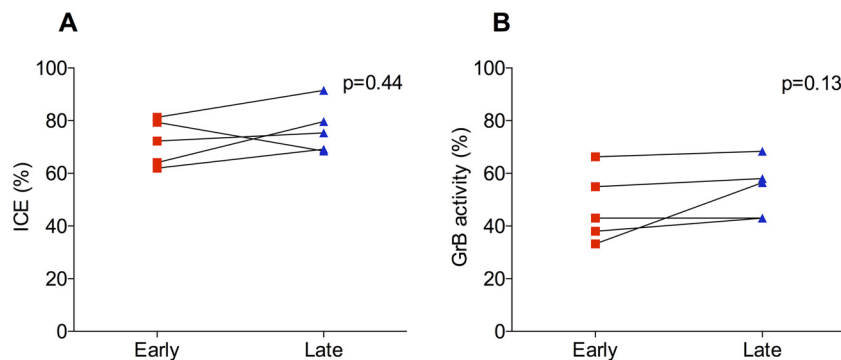 A
ICE (%)
100
80
60
40
20
0
p=0.44
Early
Late
B
GrB activity (%)
100
80
60
40
20
0
p=0.13
Early
Late